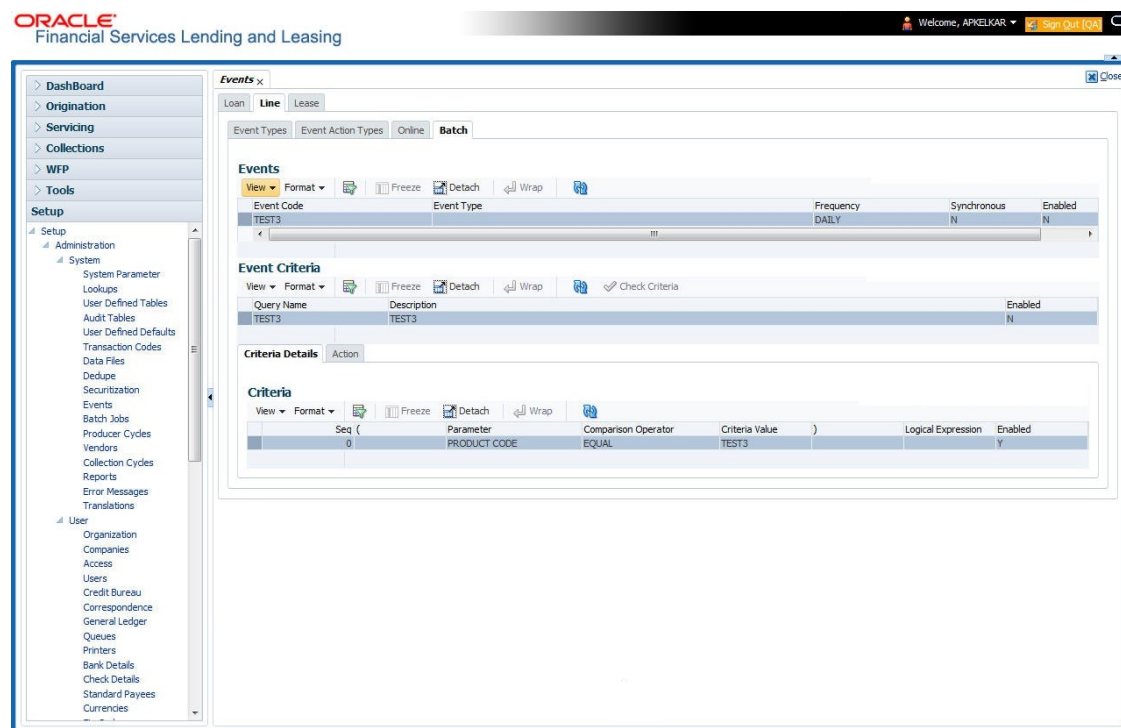 ORACLE
Financial Services Lending and Leasing
Welcome, APKELKAR
Sign Out [QA]
DashBoard
Origination
Servicing
Collections
WFP
Tools
Setup
Setup
Administration
System
System Parameter
Lookups
User Defined Tables
Audit Tables
User Defined Defaults
Transaction Codes
Data Files
Dedupe
Securitization
Events
Batch Jobs
Producer Cycles
Vendors
Collection Cycles
Reports
Error Messages
Translations
User
Organization
Companies
Access
Users
Credit Bureau
Correspondence
General Ledger
Queues
Printers
Bank Details
Check Details
Standard Payees
Currencies
Events
Close
Loan Line Lease
Event Types Event Action Types Online Batch
Events
View Format Freeze Detach Wrap
Event Code Event Type Frequency Synchronous Enabled
TEST3 DAILY N N
Event Criteria
View Format Freeze Detach Wrap Check Criteria
Query Name Description Enabled
TEST3 TEST3 N
Criteria Details Action
Criteria
View Format Freeze Detach Wrap
Seq ( Parameter Comparison Operator Criteria Value ) Logical Expression Enabled
0 PRODUCT CODE EQUAL TEST3 Y